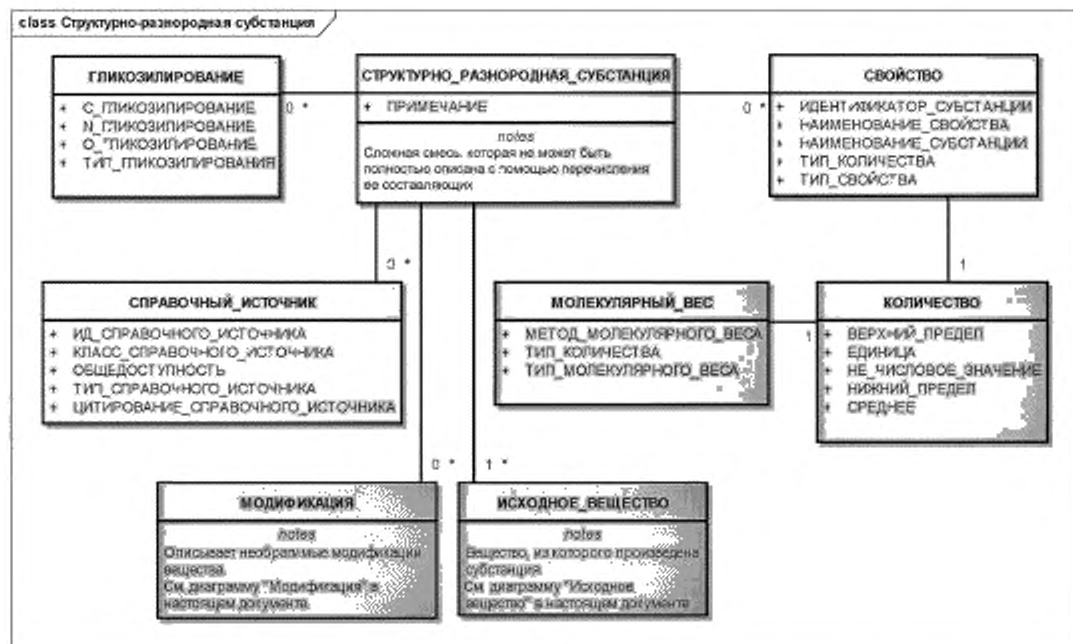 class Структурно-разнородная субстанция
ГЛИКОЗИЛИРОВАНИЕ
+ С_ГЛИКОЗИЛИРОВАНИЕ
+ N_ГЛИКОЗИЛИРОВАНИЕ
+ О_ГЛИКОЗИЛИРОВАНИЕ
+ ТИП_ГЛИКОЗИЛИРОВАНИЯ
0 *
СТРУКТУРНО_РАЗНОРОДНАЯ_СУБСТАНЦИЯ
+ ПРИМЕЧАНИЕ
notes
Сложная смесь, которая не может быть
полностью описана с помощью перечисления
ее составляющих
0 *
СВОЙСТВО
+ ИДЕНТИФИКАТОР_СУБСТАНЦИИ
+ НАИМЕНОВАНИЕ_СВОЙСТВА
+ НАИМЕНОВАНИЕ_СУБСТАНЦИИ
+ ТИП_КОЛИЧЕСТВА
+ ТИП_СВОЙСТВА
0 *
1
СПРАВОЧНЫЙ_ИСТОЧНИК
+ ИД_СПРАВОЧНОГО_ИСТОЧНИКА
+ КЛАСС_СПРАВОЧНОГО_ИСТОЧНИКА
+ ОБЩЕДОСТУПНОСТЬ
+ ТИП_СПРАВОЧНОГО_ИСТОЧНИКА
+ ЦИТИРОВАНИЕ_СПРАВОЧНОГО_ИСТОЧНИКА
МОЛЕКУЛЯРНЫЙ_ВЕС
+ МЕТОД_МОЛЕКУЛЯРНОГО_ВЕСА
+ ТИП_КОЛИЧЕСТВА
+ ТИП_МОЛЕКУЛЯРНОГО_ВЕСА
1
КОЛИЧЕСТВО
+ ВЕРХНИЙ_ПРЕДЕЛ
+ ЕДИНИЦА
+ НЕ_ЧИСЛОВОЕ_ЗНАЧЕНИЕ
+ НИЖНИЙ_ПРЕДЕЛ
+ СРЕДНЕЕ
0 *
1 *
МОДИФИКАЦИЯ
notes
Описывает необратимые модификации
вещества.
См. диаграмму "Модификация" в
настоящем документе
ИСХОДНОЕ_ВЕЩЕСТВО
notes
Вещество, из которого произведена
субстанция
См. диаграмму "Исходное
вещество" в настоящем документе